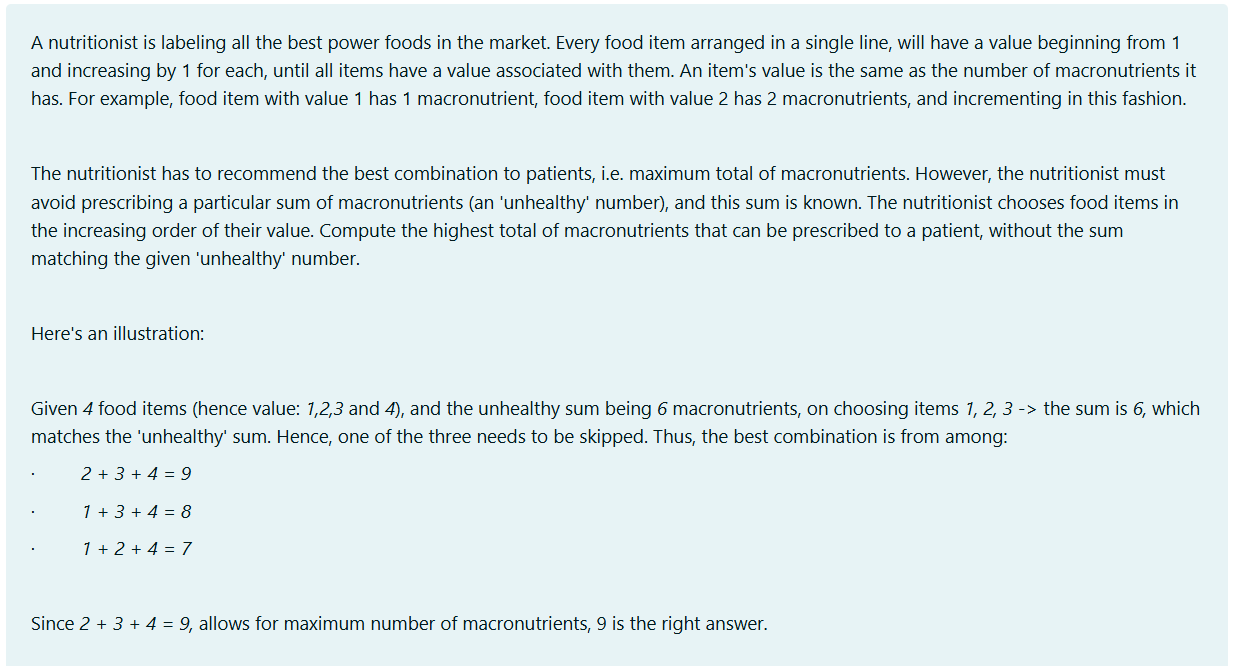 A nutritionist is labeling all the best power foods in the market. Every food item arranged in a single line, will have a value beginning from 1
and increasing by 1 for each, until all items have a value associated with them. An item's value is the same as the number of macronutrients it
has. For example, food item with value 1 has 1 macronutrient, food item with value 2 has 2 macronutrients, and incrementing in this fashion.
The nutritionist has to recommend the best combination to patients, i.e. maximum total of macronutrients. However, the nutritionist must
avoid prescribing a particular sum of macronutrients (an 'unhealthy' number), and this sum is known. The nutritionist chooses food items in
the increasing order of their value. Compute the highest total of macronutrients that can be prescribed to a patient, without the sum
matching the given 'unhealthy' number.
Here's an illustration:
Given 4 food items (hence value: 1,2,3 and 4), and the unhealthy sum being 6 macronutrients, on choosing items 1, 2, 3 -> the sum is 6, which
matches the 'unhealthy' sum. Hence, one of the three needs to be skipped. Thus, the best combination is from among:
· 2 + 3 + 4 = 9
· 1 + 3 + 4 = 8
· 1 + 2 + 4 = 7
Since 2 + 3 + 4 = 9, allows for maximum number of macronutrients, 9 is the right answer.